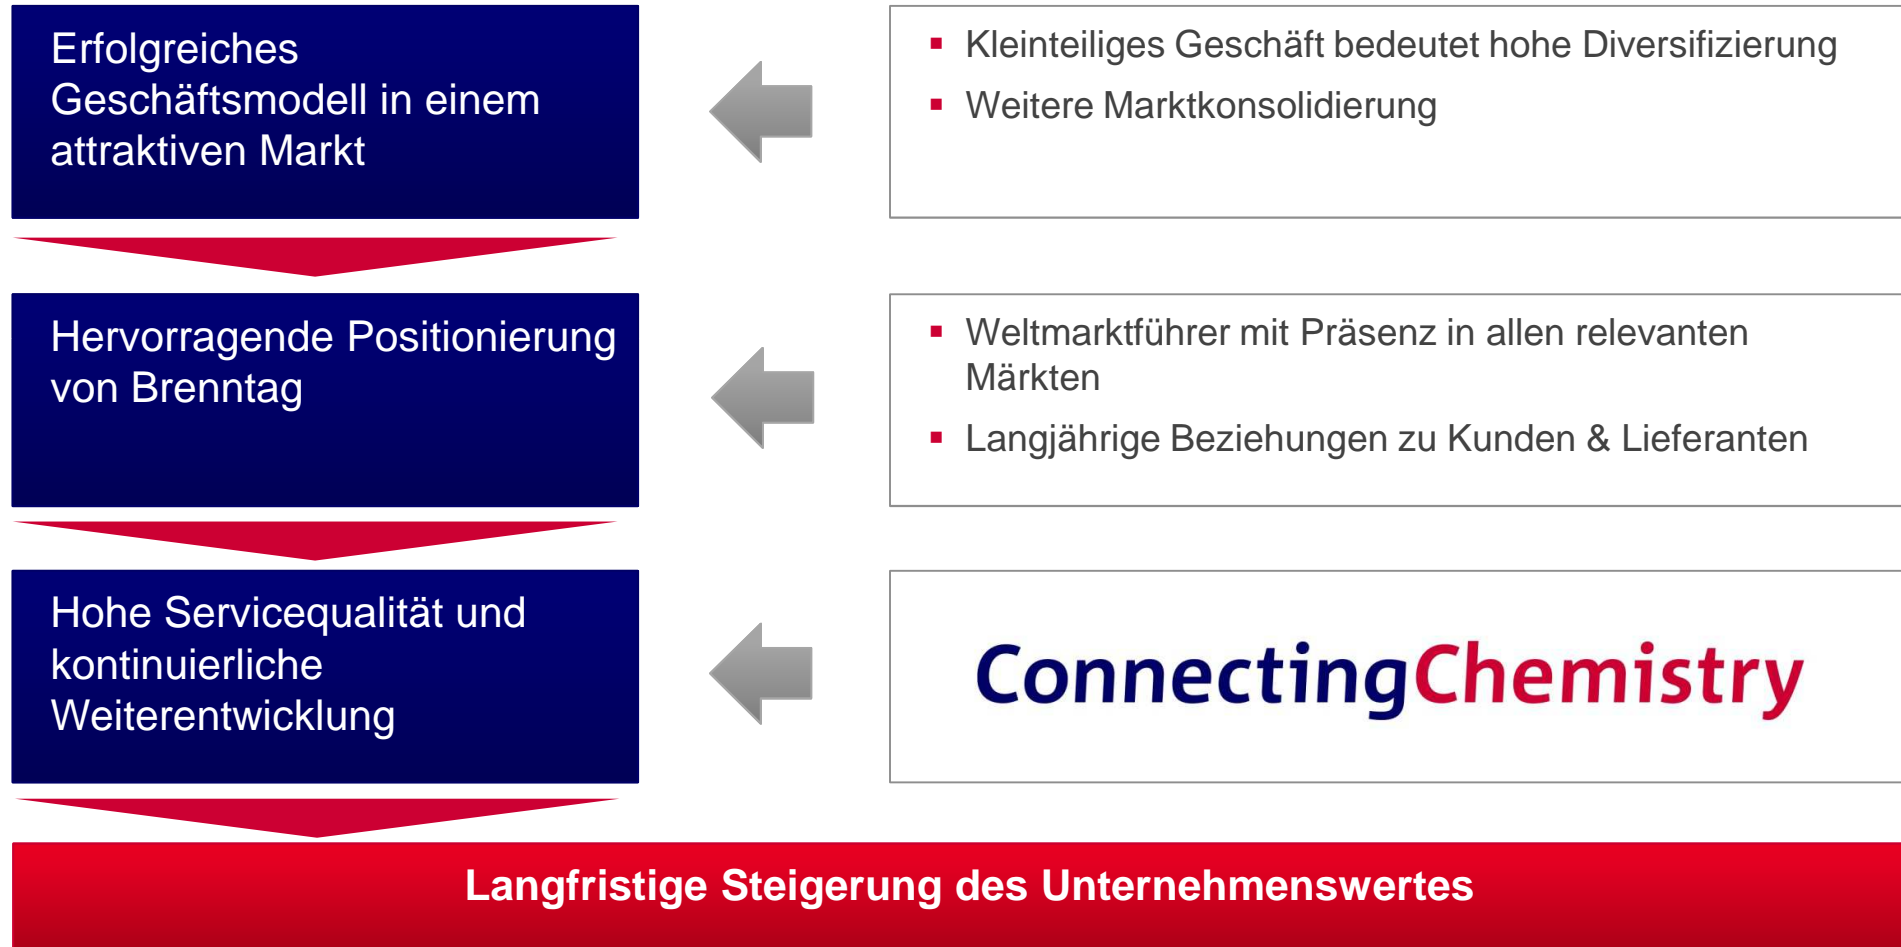 Erfolgreiches
Geschäftsmodell in einem
attraktiven Markt
▪ Kleinteiliges Geschäft bedeutet hohe Diversifizierung
▪ Weitere Marktkonsolidierung
Hervorragende Positionierung
von Brenntag
▪ Weltmarktführer mit Präsenz in allen relevanten
Märkten
▪ Langjährige Beziehungen zu Kunden & Lieferanten
Hohe Servicequalität und
kontinuierliche
Weiterentwicklung
ConnectingChemistry
Langfristige Steigerung des Unternehmenswertes